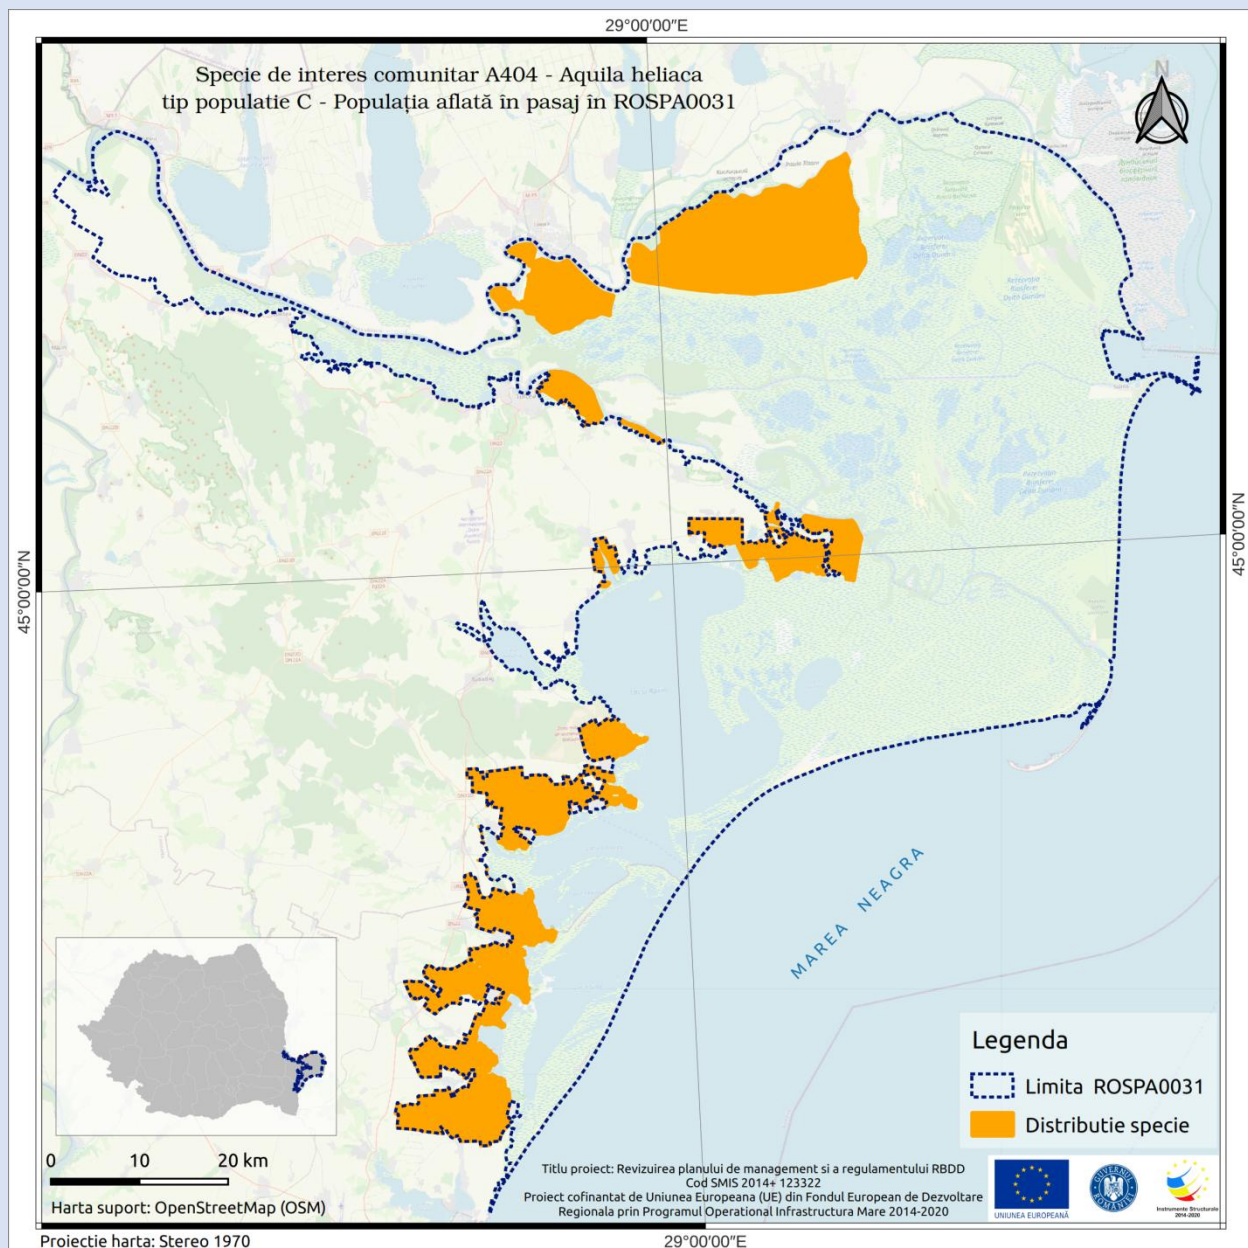 29°00′00″E
Specie de interes comunitar A404 - Aquila heliaca
tip populatie C - Populația aflată în pasaj în ROSPA0031
N
45°00′00″N
45°00′00″N
MAREA NEAGRA
Legenda
Limita ROSPA0031
Distributie specie
0 10 20 km
Harta suport: OpenStreetMap (OSM)
Titlu proiect: Revizuirea planului de management si a regulamentului RBDD
Cod SMIS 2014+ 123322
Proiect cofinantat de Uniunea Europeana (UE) din Fondul European de Dezvoltare
Regionala prin Programul Operational Infrastructura Mare 2014-2020
UNIUNEA EUROPEANĂ
GUVERNUL ROMÂNIEI
Instrumente Structurale
2014-2020
Proiectie harta: Stereo 1970
29°00′00″E